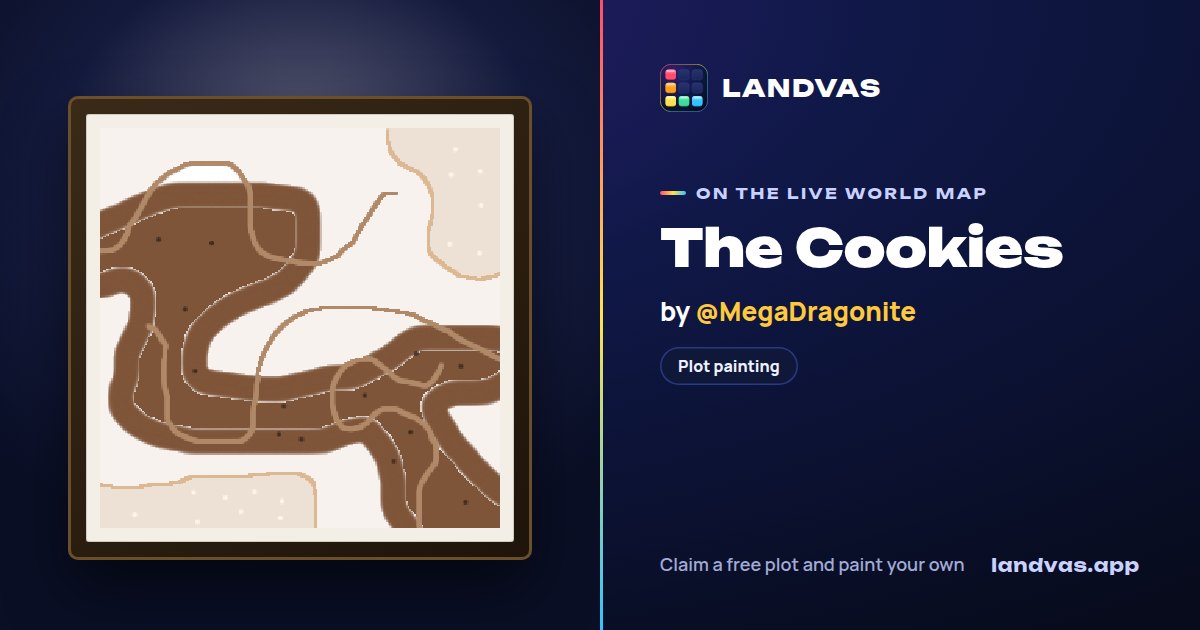 LANDVAS
ON THE LIVE WORLD MAP
The Cookies
by @MegaDragonite
Plot painting
Claim a free plot and paint your own landvas.app